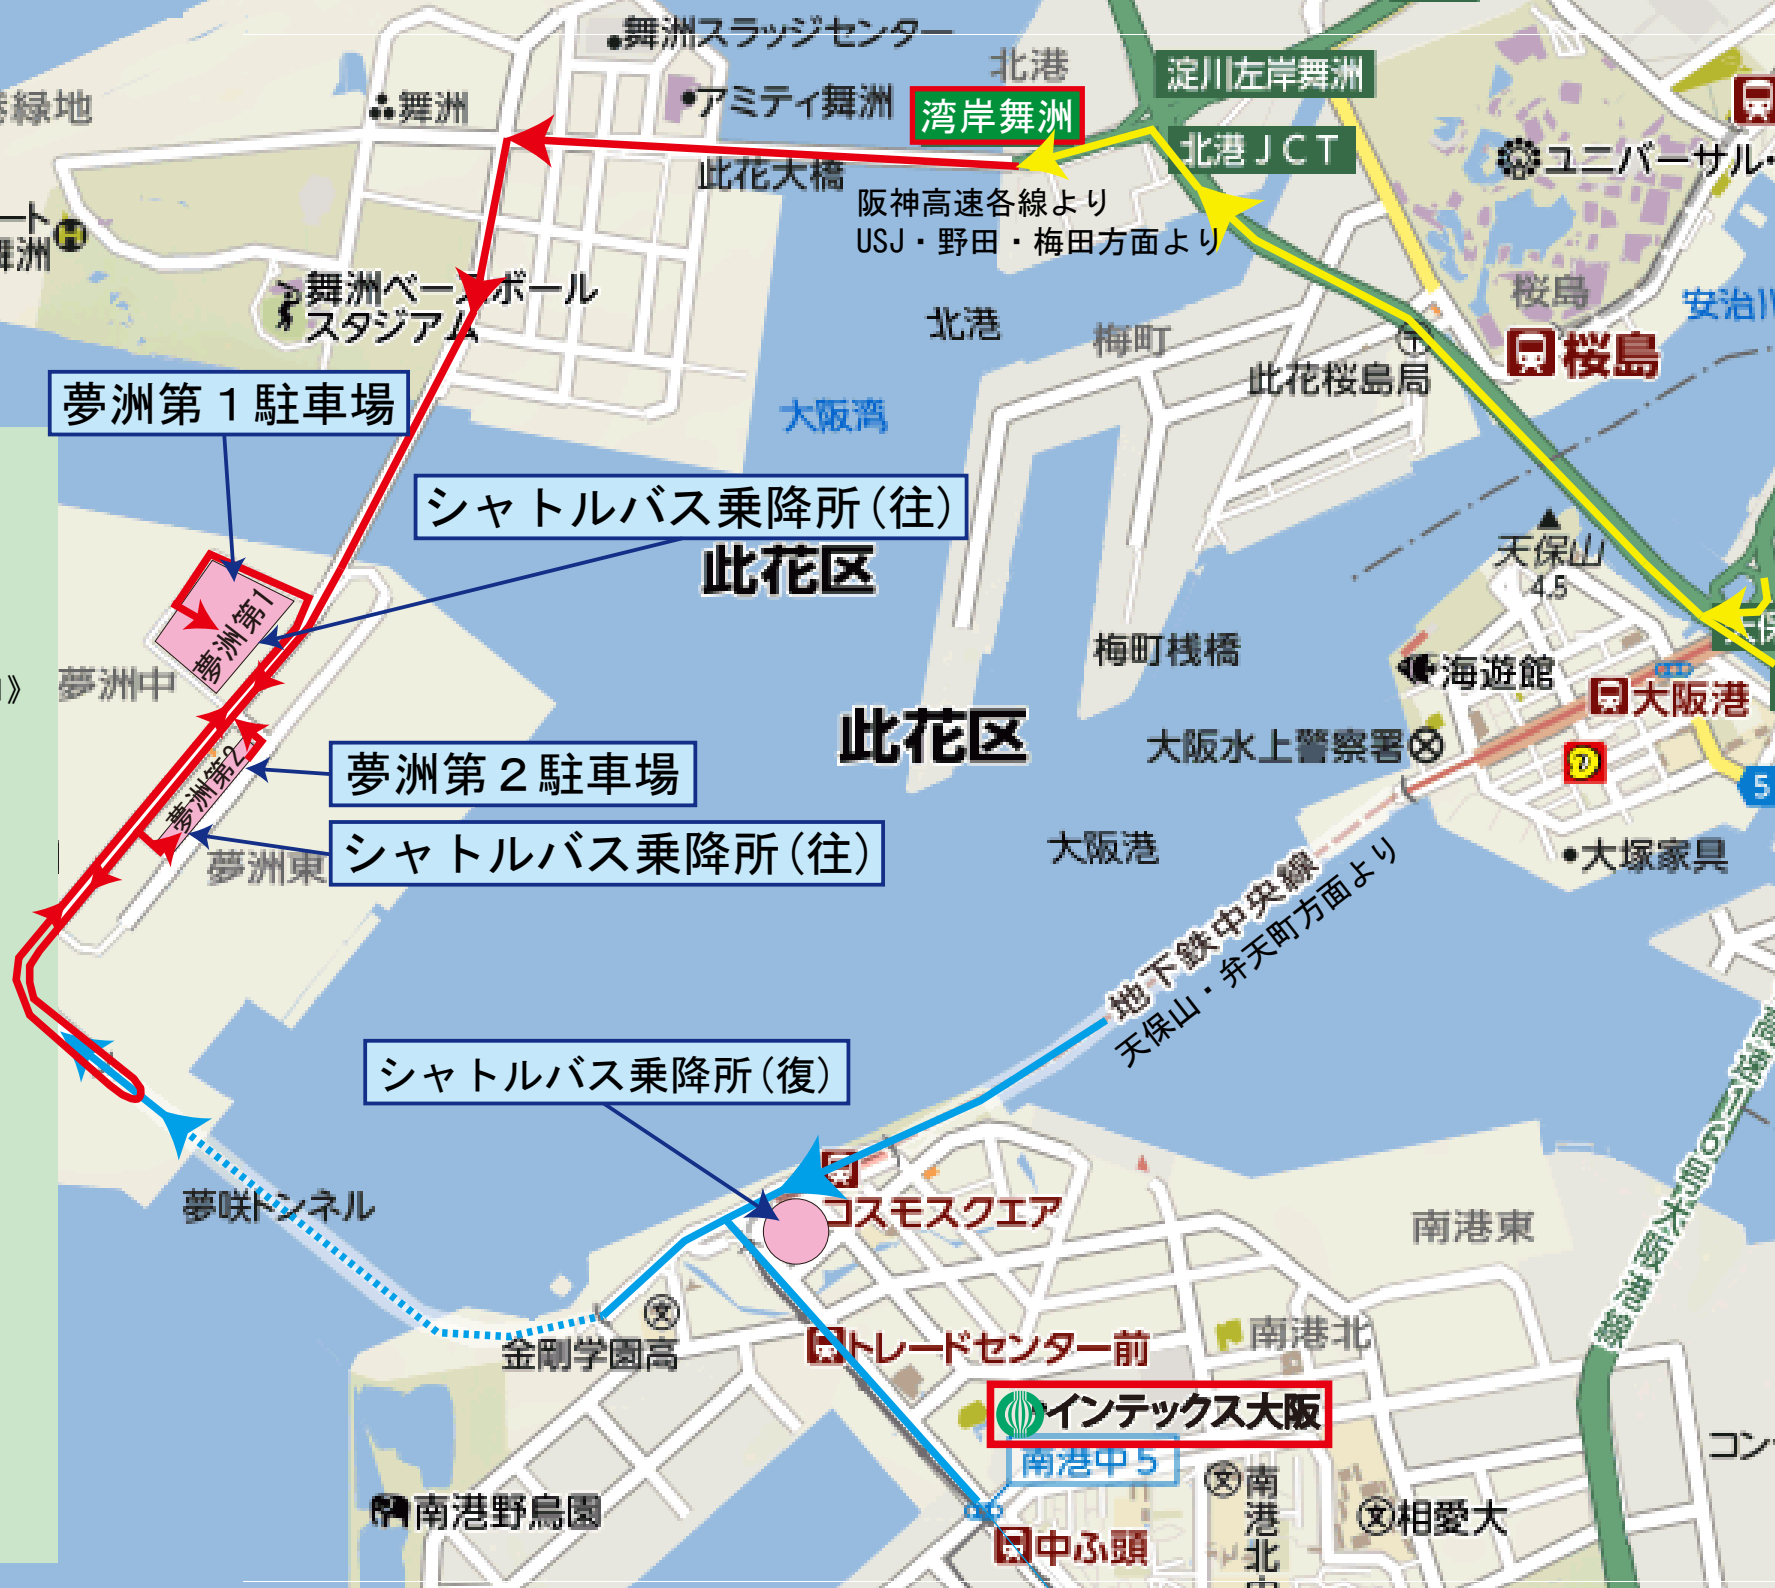 舞洲スラッジセンター
北港
淀川左岸舞洲
緑地
舞洲
アミティ舞洲
湾岸舞洲
北港ＪＣＴ
ユニバーサル・
此花大橋
阪神高速各線より
USJ・野田・梅田方面より
ート
舞洲
舞洲ベースボール
スタジアム
北港
梅町
桜島
安治川
桜島
此花桜島局
夢洲第１駐車場
大阪湾
シャトルバス乗降所(往)
此花区
天保山
4.5
夢洲第1
夢洲中
》
梅町桟橋
海遊館
大阪港
此花区
大阪水上警察署
5
夢洲第２駐車場
夢洲第2
シャトルバス乗降所(往)
夢洲東
大阪港
大塚家具
地下鉄中央線
天保山・弁天町方面より
シャトルバス乗降所(復)
夢咲トンネル
コスモスクエア
南港東
金剛学園高
トレードセンター前
南港北
インテックス大阪
南港中５
コン
南港野鳥園
文南港北中
文相愛大
中ふ頭